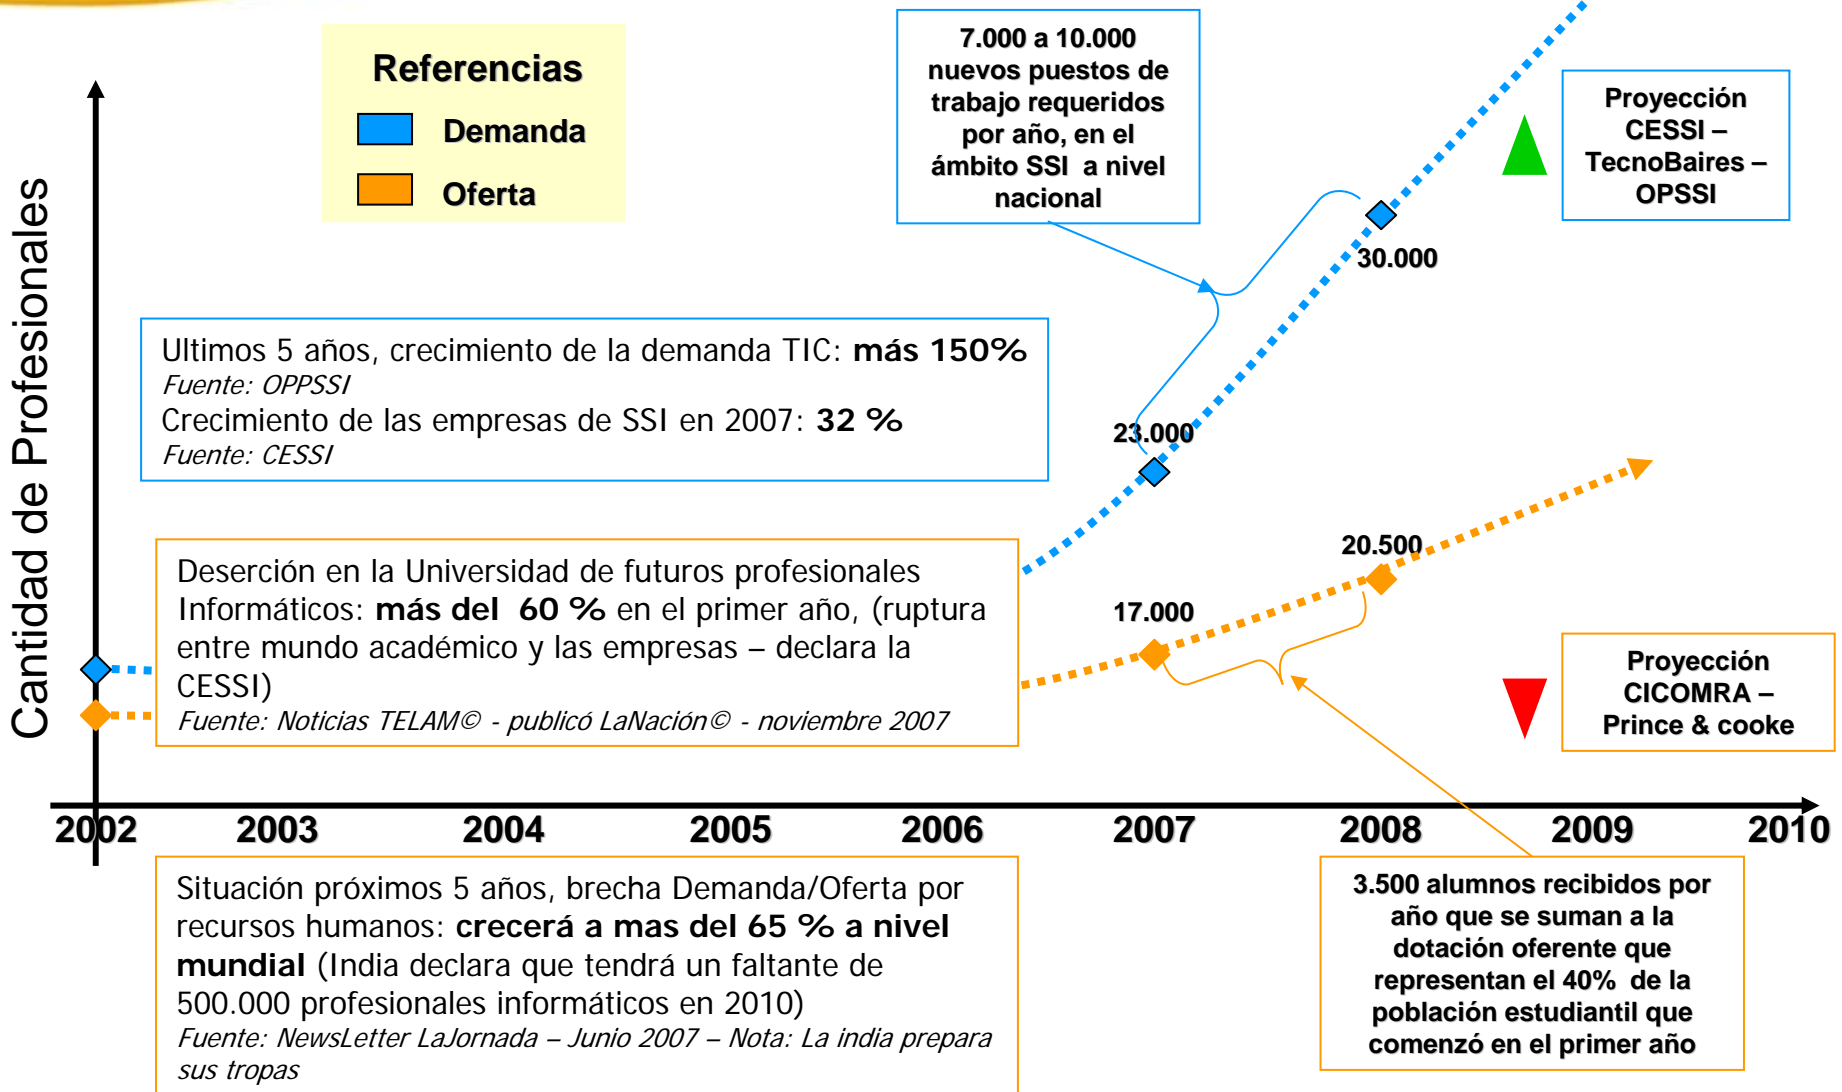 Referencias
Demanda
Oferta
7.000 a 10.000
nuevos puestos de
trabajo requeridos
por año, en el
ámbito SSI a nivel
nacional
Proyección
CESSI –
TecnoBaires –
OPSSI
Cantidad de Profesionales
30.000
Ultimos 5 años, crecimiento de la demanda TIC: más 150%
Fuente: OPPSSI
Crecimiento de las empresas de SSI en 2007: 32 %
Fuente: CESSI
23.000
20.500
17.000
Deserción en la Universidad de futuros profesionales
Informáticos: más del 60 % en el primer año, (ruptura
entre mundo académico y las empresas – declara la
CESSI)
Fuente: Noticias TELAM© - publicó LaNación© - noviembre 2007
Proyección
CICOMRA –
Prince & cooke
2002 2003 2004 2005 2006 2007 2008 2009 2010
Situación próximos 5 años, brecha Demanda/Oferta por
recursos humanos: crecerá a mas del 65 % a nivel
mundial (India declara que tendrá un faltante de
500.000 profesionales informáticos en 2010)
Fuente: NewsLetter LaJornada – Junio 2007 – Nota: La india prepara
sus tropas
3.500 alumnos recibidos por
año que se suman a la
dotación oferente que
representan el 40% de la
población estudiantil que
comenzó en el primer año